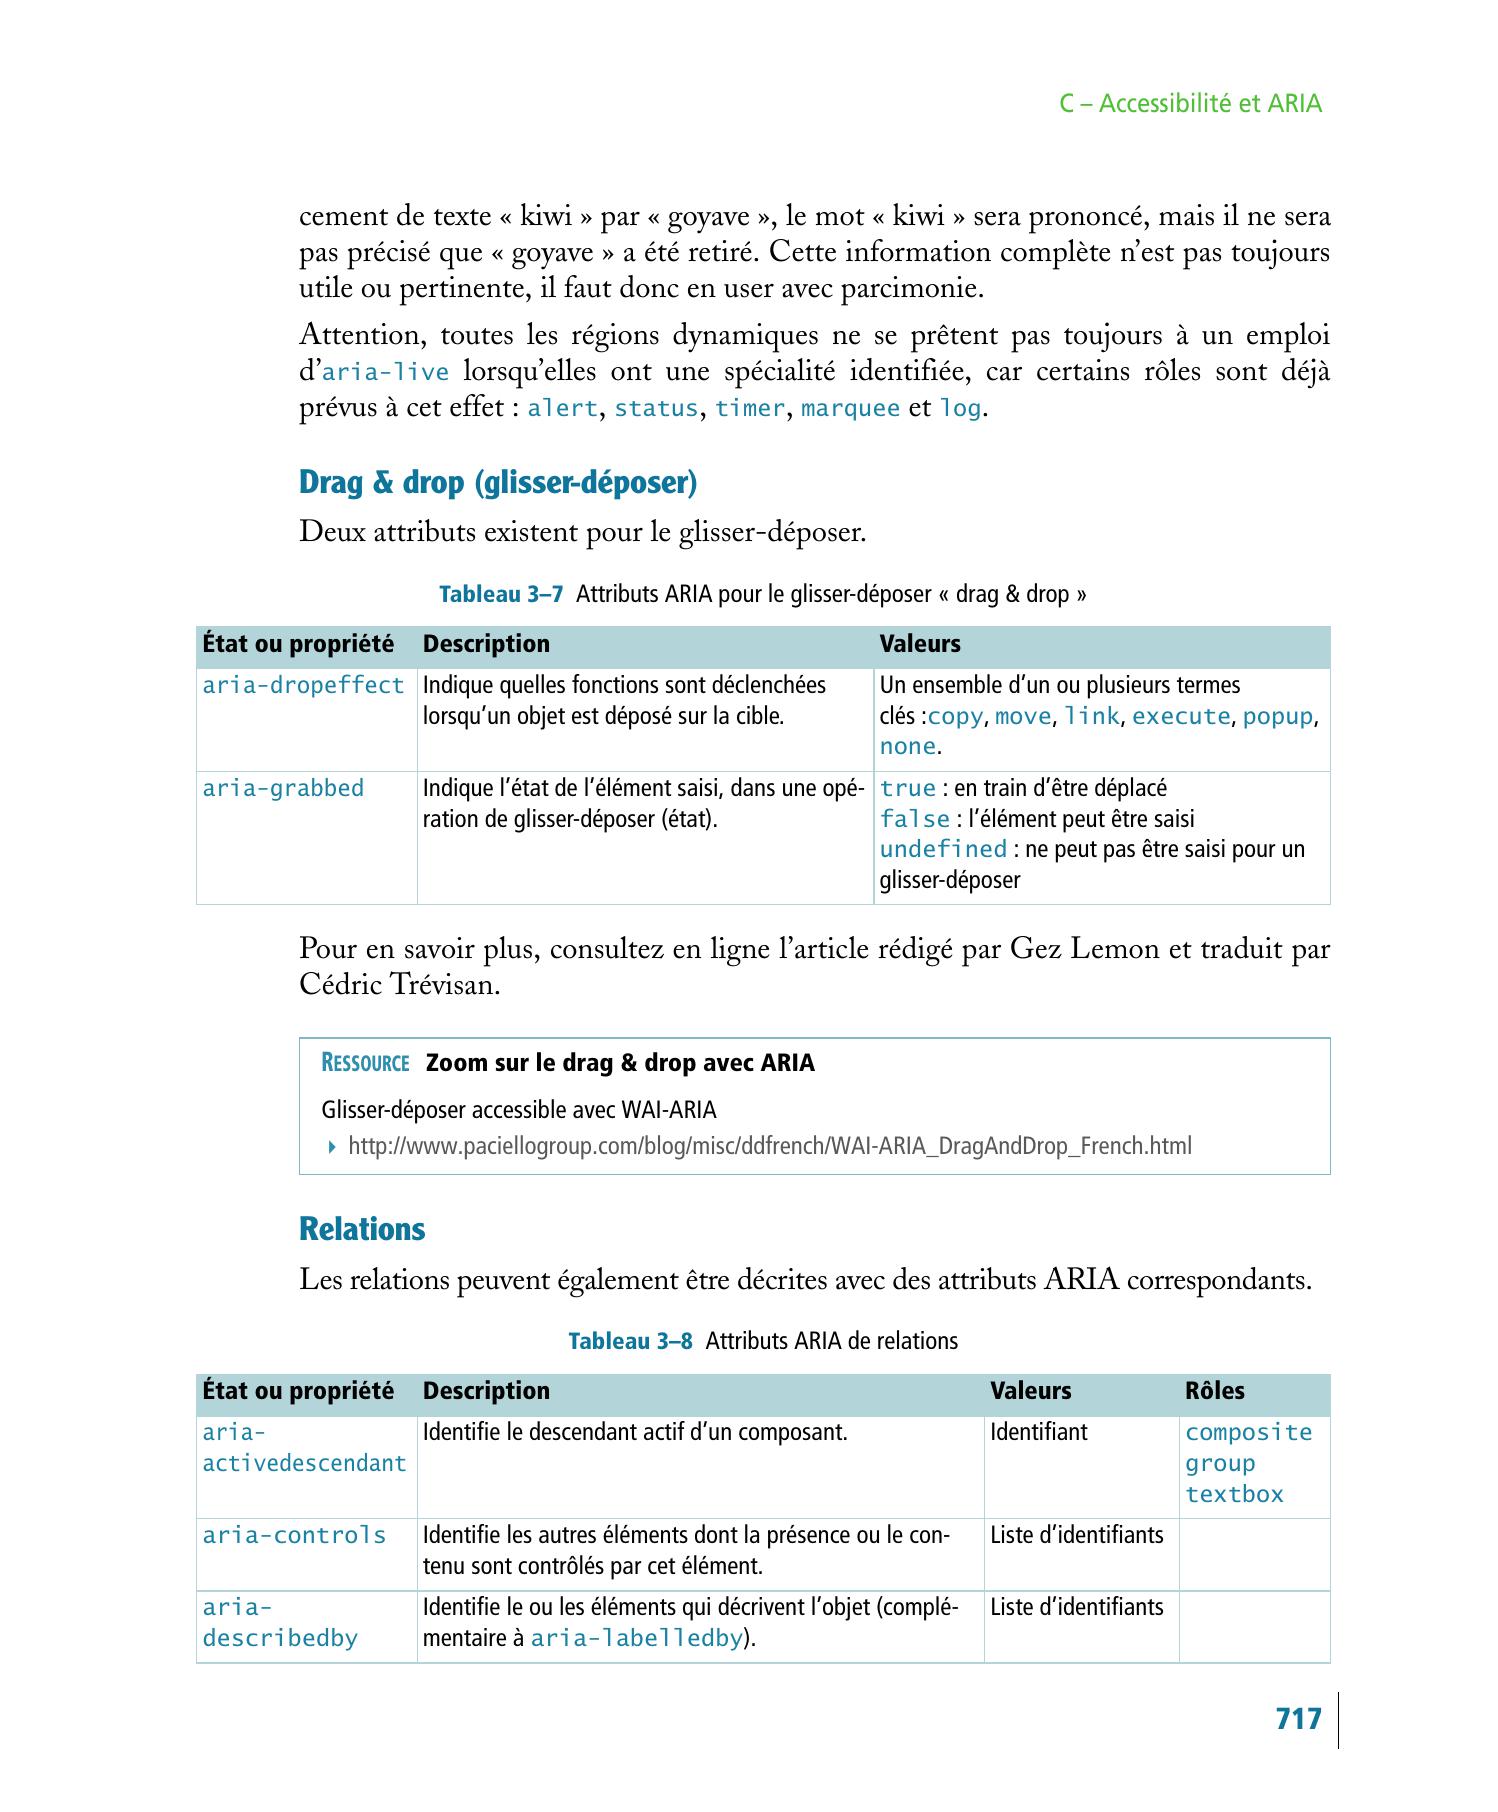 C – Accessibilité et ARIA
cement de texte « kiwi » par « goyave », le mot « kiwi » sera prononcé, mais il ne sera
pas précisé que « goyave » a été retiré. Cette information complète n’est pas toujours
utile ou pertinente, il faut donc en user avec parcimonie.
Attention, toutes les régions dynamiques ne se prêtent pas toujours à un emploi
d’aria-live lorsqu’elles ont une spécialité identifiée, car certains rôles sont déjà
prévus à cet effet : alert, status, timer, marquee et log.
Drag & drop (glisser-déposer)
Deux attributs existent pour le glisser-déposer.
Tableau 3–7 Attributs ARIA pour le glisser-déposer « drag & drop »
État ou propriété Description Valeurs
aria-dropeffect Indique quelles fonctions sont déclenchées Un ensemble d’un ou plusieurs termes
lorsqu’un objet est déposé sur la cible. clés :copy, move, link, execute, popup,
none.
aria-grabbed Indique l’état de l’élément saisi, dans une opé- true : en train d’être déplacé
ration de glisser-déposer (état). false : l’élément peut être saisi
undefined : ne peut pas être saisi pour un
glisser-déposer
Pour en savoir plus, consultez en ligne l’article rédigé par Gez Lemon et traduit par
Cédric Trévisan.
RESSOURCE Zoom sur le drag & drop avec ARIA
Glisser-déposer accessible avec WAI-ARIA
http://www.paciellogroup.com/blog/misc/ddfrench/WAI-ARIA_DragAndDrop_French.html
Relations
Les relations peuvent également être décrites avec des attributs ARIA correspondants.
Tableau 3–8 Attributs ARIA de relations
État ou propriété Description Valeurs Rôles
aria- Identifie le descendant actif d’un composant. Identifiant composite
activedescendant group
textbox
aria-controls Identifie les autres éléments dont la présence ou le con- Liste d’identifiants
tenu sont contrôlés par cet élément.
aria- Identifie le ou les éléments qui décrivent l’objet (complé- Liste d’identifiants
describedby mentaire à aria-labelledby).
717